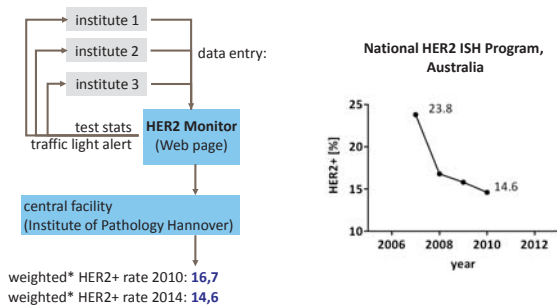 institute 1
institute 2
institute 3
data entry:
test stats
traffic light alert
HER2 Monitor
(Web page)
central facility
(Institute of Pathology Hannover)
weighted* HER2+ rate 2010: 16,7
weighted* HER2+ rate 2014: 14,6
National HER2 ISH Program,
Australia
HER2+ [%]
25
20
15
10
23.8
14.6
2006
2008
2010
2012
year